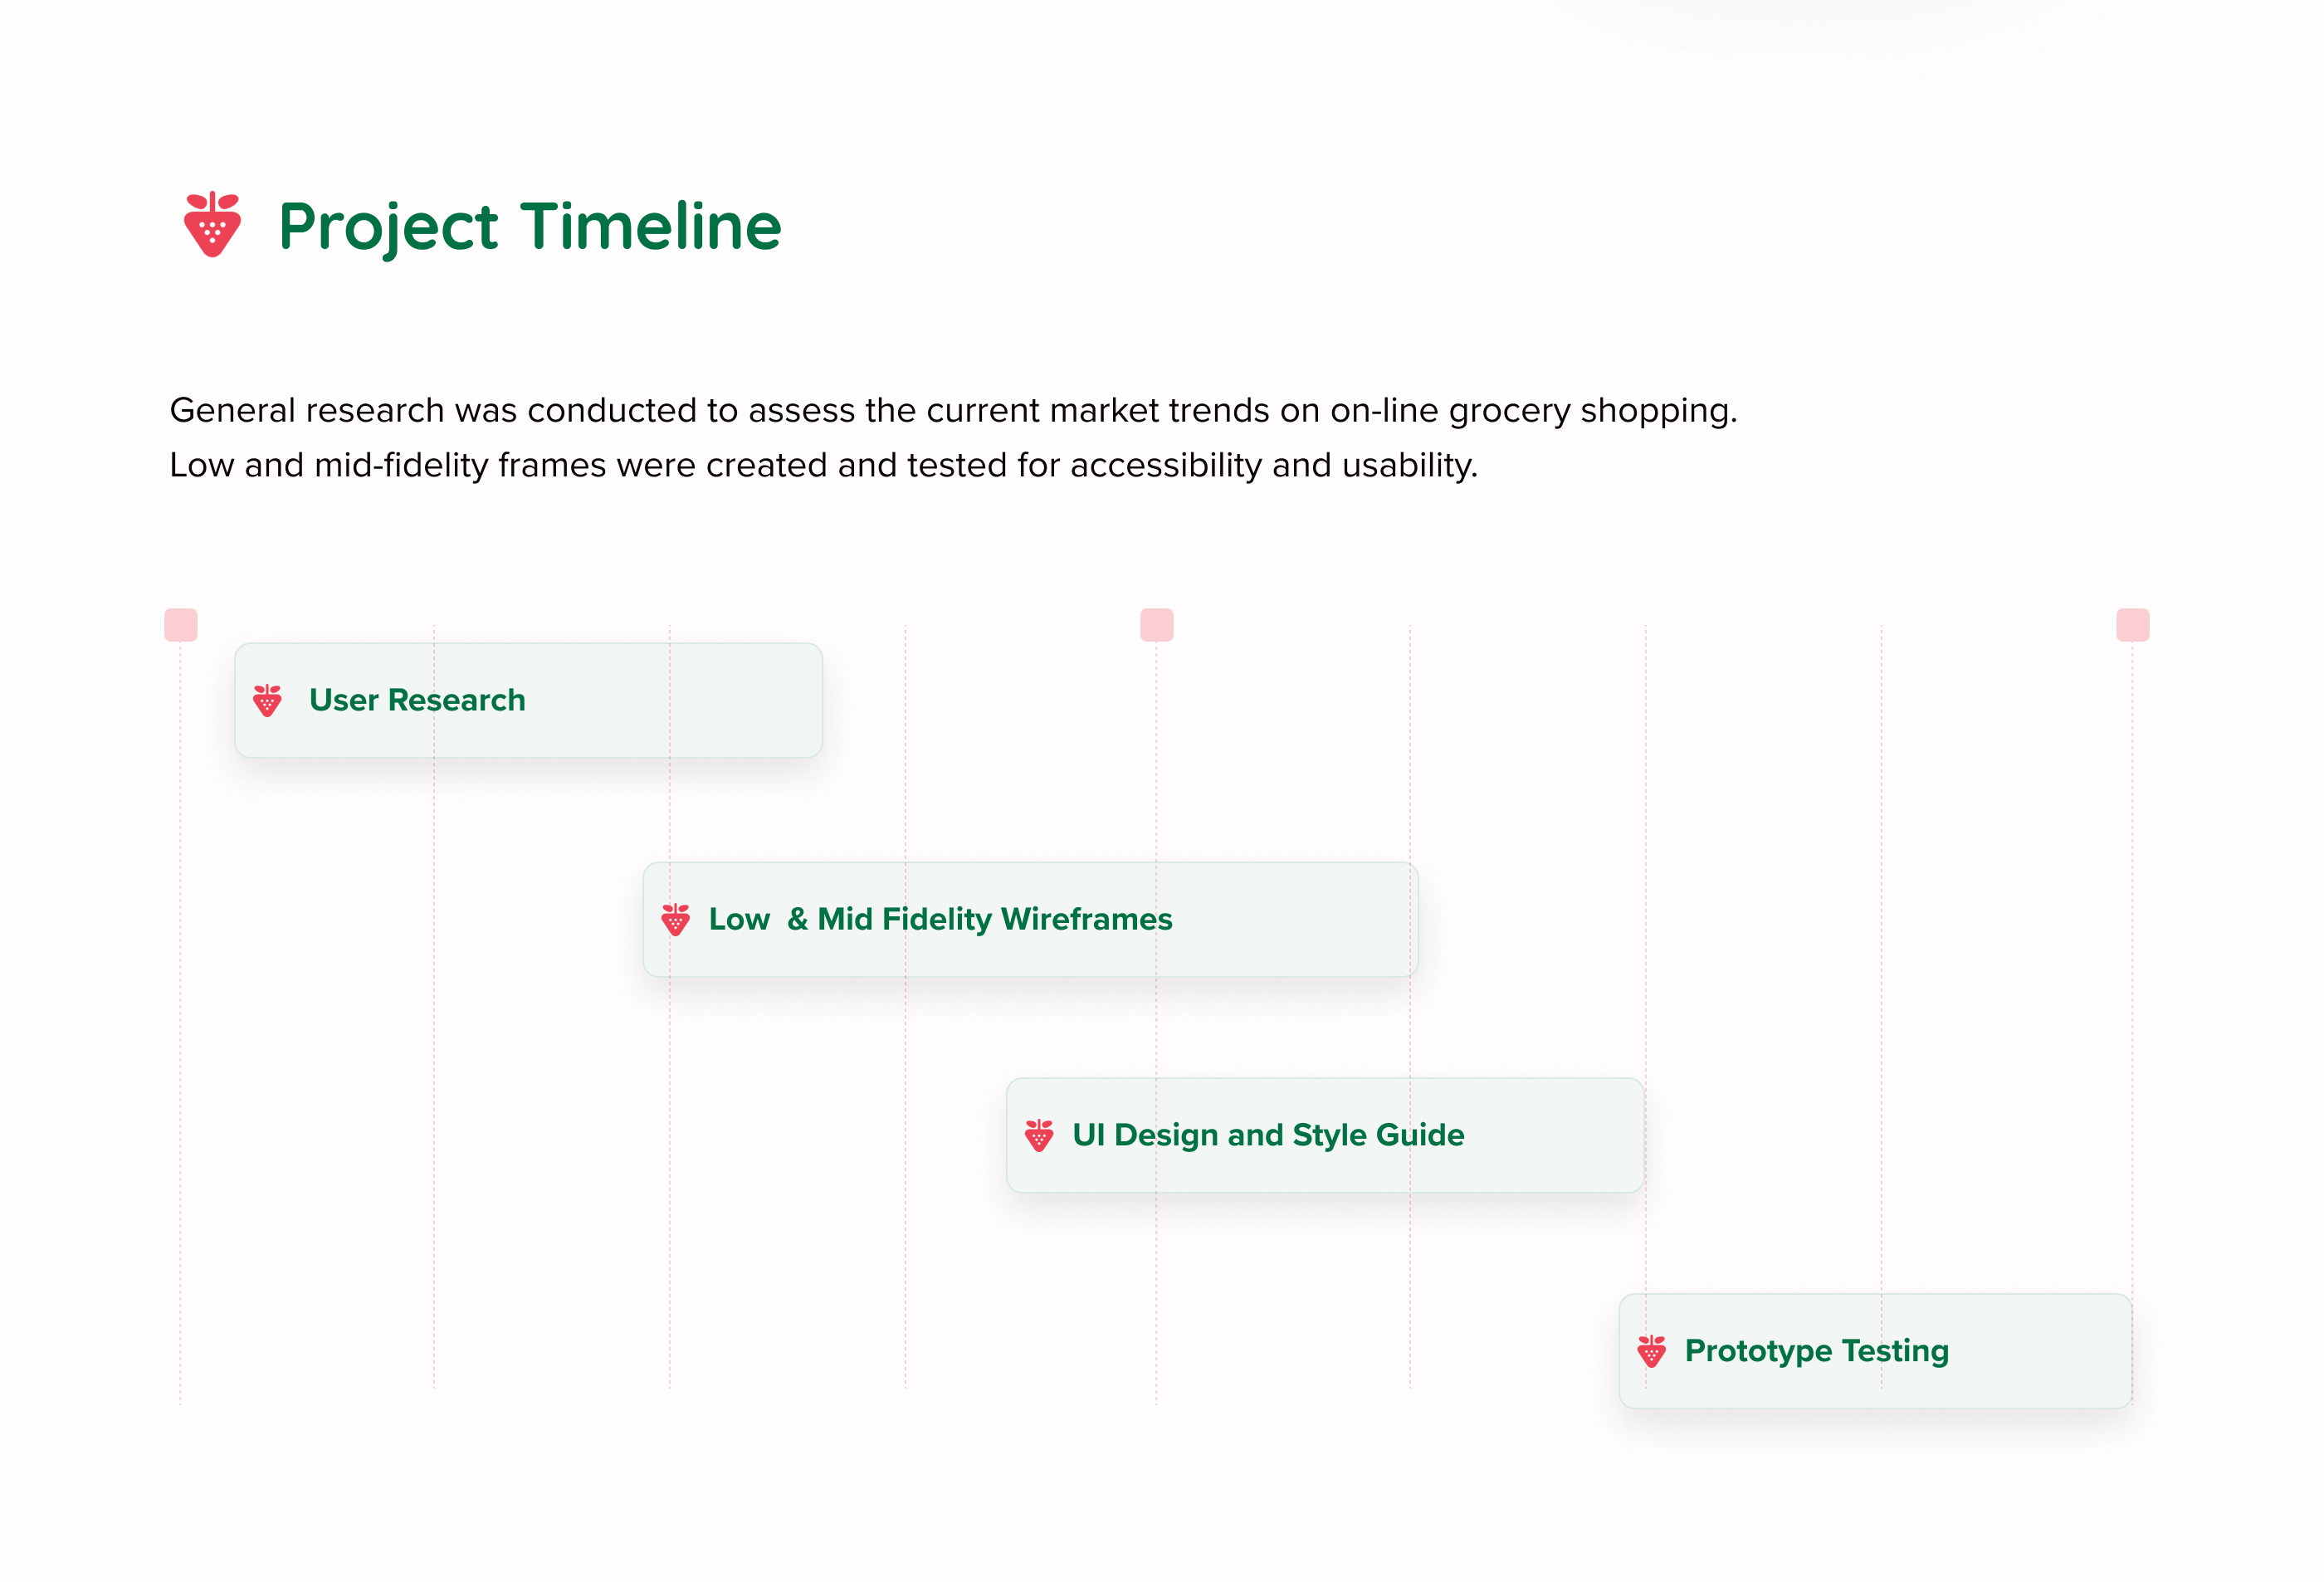 Project Timeline
General research was conducted to assess the current market trends on on-line grocery shopping.
Low and mid-fidelity frames were created and tested for accessibility and usability.
User Research
Low & Mid Fidelity Wireframes
UI Design and Style Guide
Prototype Testing